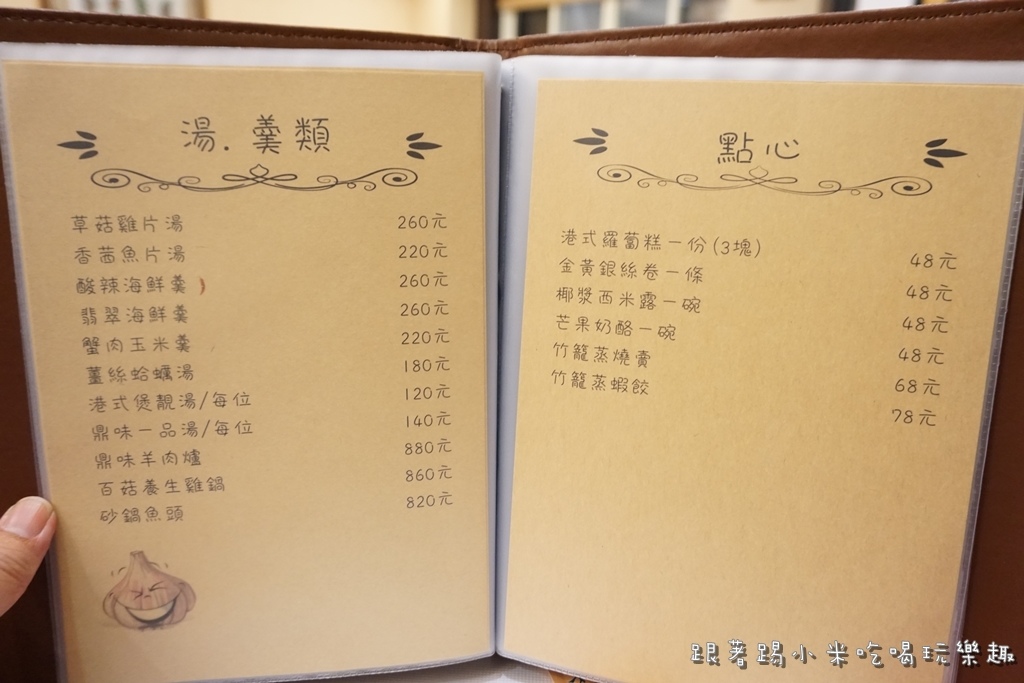 湯.羹類
草菇雞片湯 260元
香茜魚片湯 220元
酸辣海鮮羹 260元
翡翠海鮮羹 260元
蟹肉玉米羹 220元
薑絲蛤蠣湯 180元
港式煲靚湯/每位 120元
鼎味一品湯/每位 140元
鼎味羊肉爐 880元
百菇養生雞鍋 860元
砂鍋魚頭 820元
點心
港式羅蔔糕一份(3塊) 48元
金黃銀絲卷一條 48元
椰漿西米露一碗 48元
芒果奶酪一碗 48元
竹籠蒸燒賣 68元
竹籠蒸蝦餃 78元
跟著踢小米吃喝玩樂趣